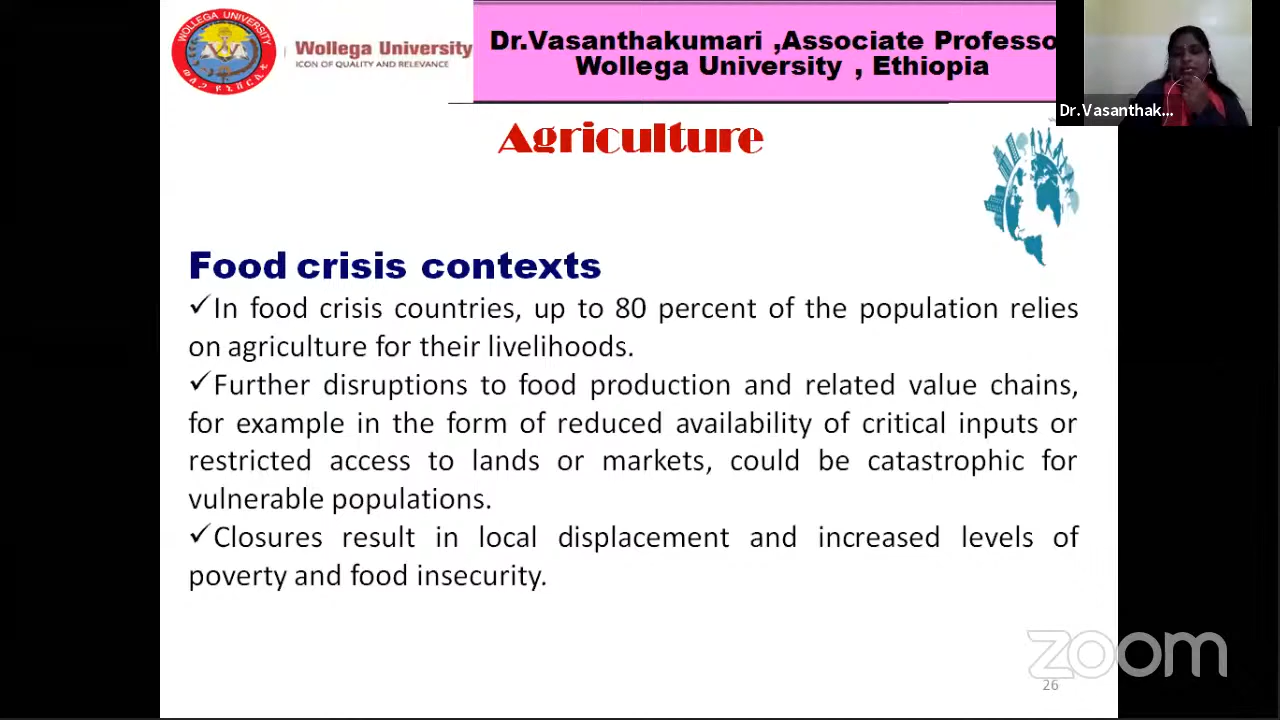 WOLLEGA UNIVERSITY
Wollega University
ICON OF QUALITY AND RELEVANCE
Dr.Vasanthakumari ,Associate Professo
Wollega University , Ethiopia
Dr.Vasanthak...
Agriculture
Food crisis contexts
✓In food crisis countries, up to 80 percent of the population relies
on agriculture for their livelihoods.
✓Further disruptions to food production and related value chains,
for example in the form of reduced availability of critical inputs or
restricted access to lands or markets, could be catastrophic for
vulnerable populations.
✓Closures result in local displacement and increased levels of
poverty and food insecurity.
zoom
26